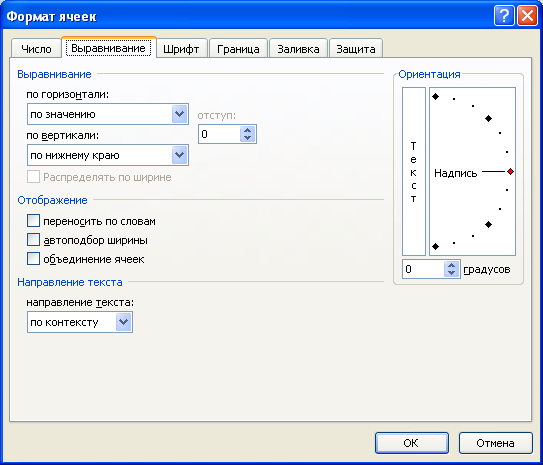 Формат ячеек
Число Выравнивание Шрифт Граница Заливка Защита
Выравнивание
по горизонтали:
по значению
отступ:
0
по вертикали:
по нижнему краю
Распределять по ширине
Отображение
переносить по словам
автоподбор ширины
объединение ячеек
Направление текста
направление текста:
по контексту
Ориентация
Текст
Надпись
0 градусов
ОК Отмена